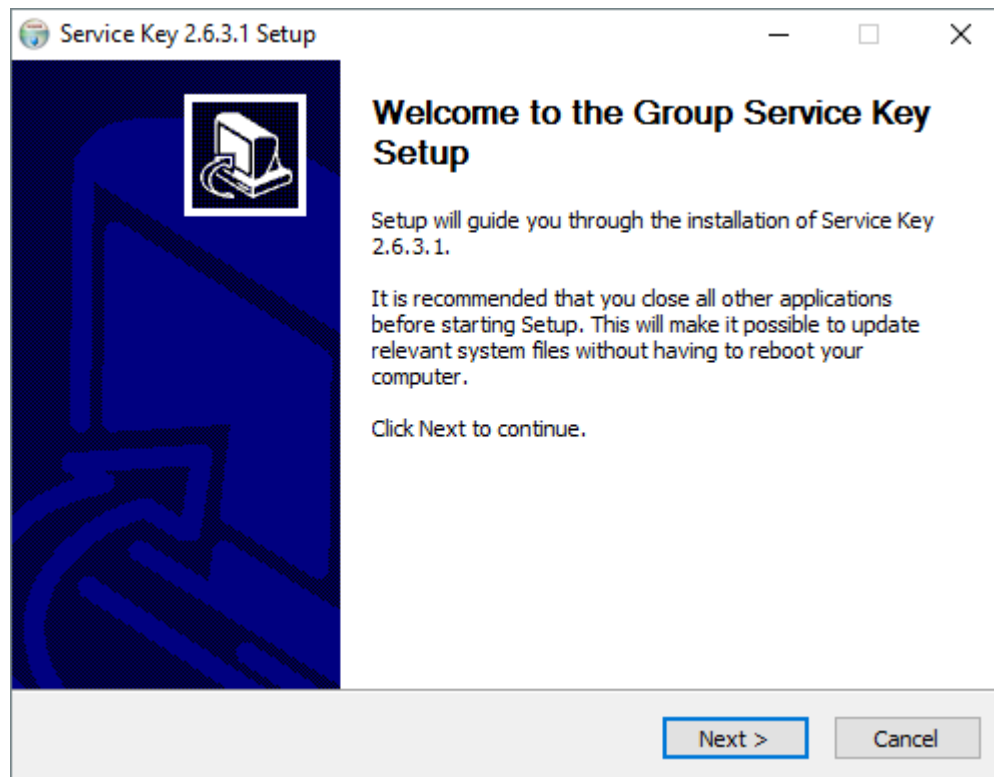 Service Key 2.6.3.1 Setup
Welcome to the Group Service Key
Setup
Setup will guide you through the installation of Service Key
2.6.3.1.
It is recommended that you close all other applications
before starting Setup. This will make it possible to update
relevant system files without having to reboot your
computer.
Click Next to continue.
Next >
Cancel